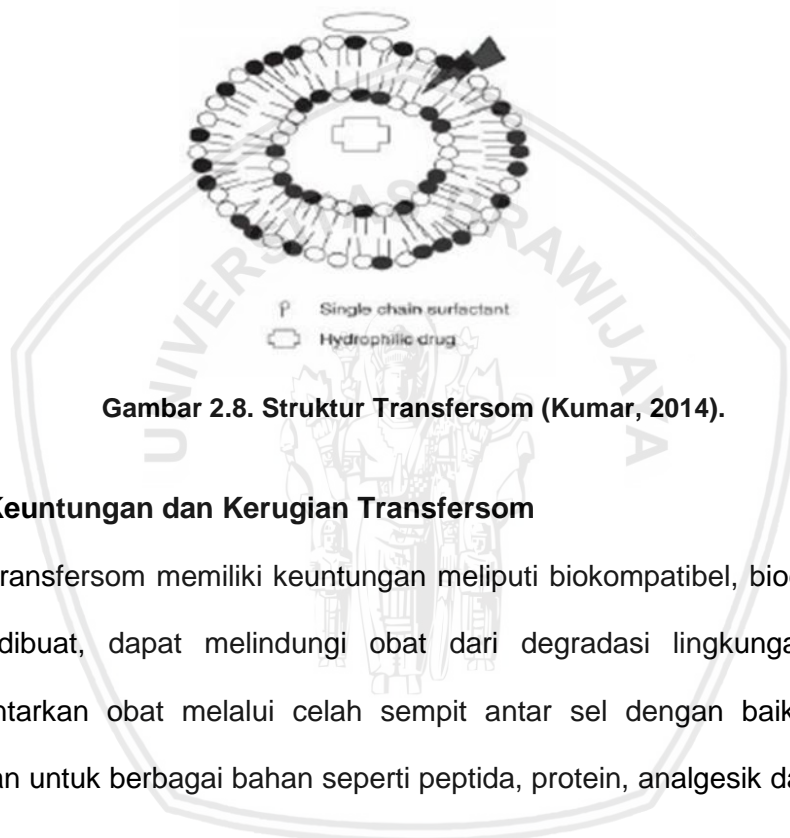 Single chain surfactant
Hydrophilic drug
Gambar 2.8. Struktur Transfersom (Kumar, 2014).
Keuntungan dan Kerugian Transfersom
ransfersom memiliki keuntungan meliputi biokompatibel, bio
dibuat, dapat melindungi obat dari degradasi lingkunga
ntarkan obat melalui celah sempit antar sel dengan baik
an untuk berbagai bahan seperti peptida, protein, analgesik da
UNIVERSITAS BRAWIJAYA